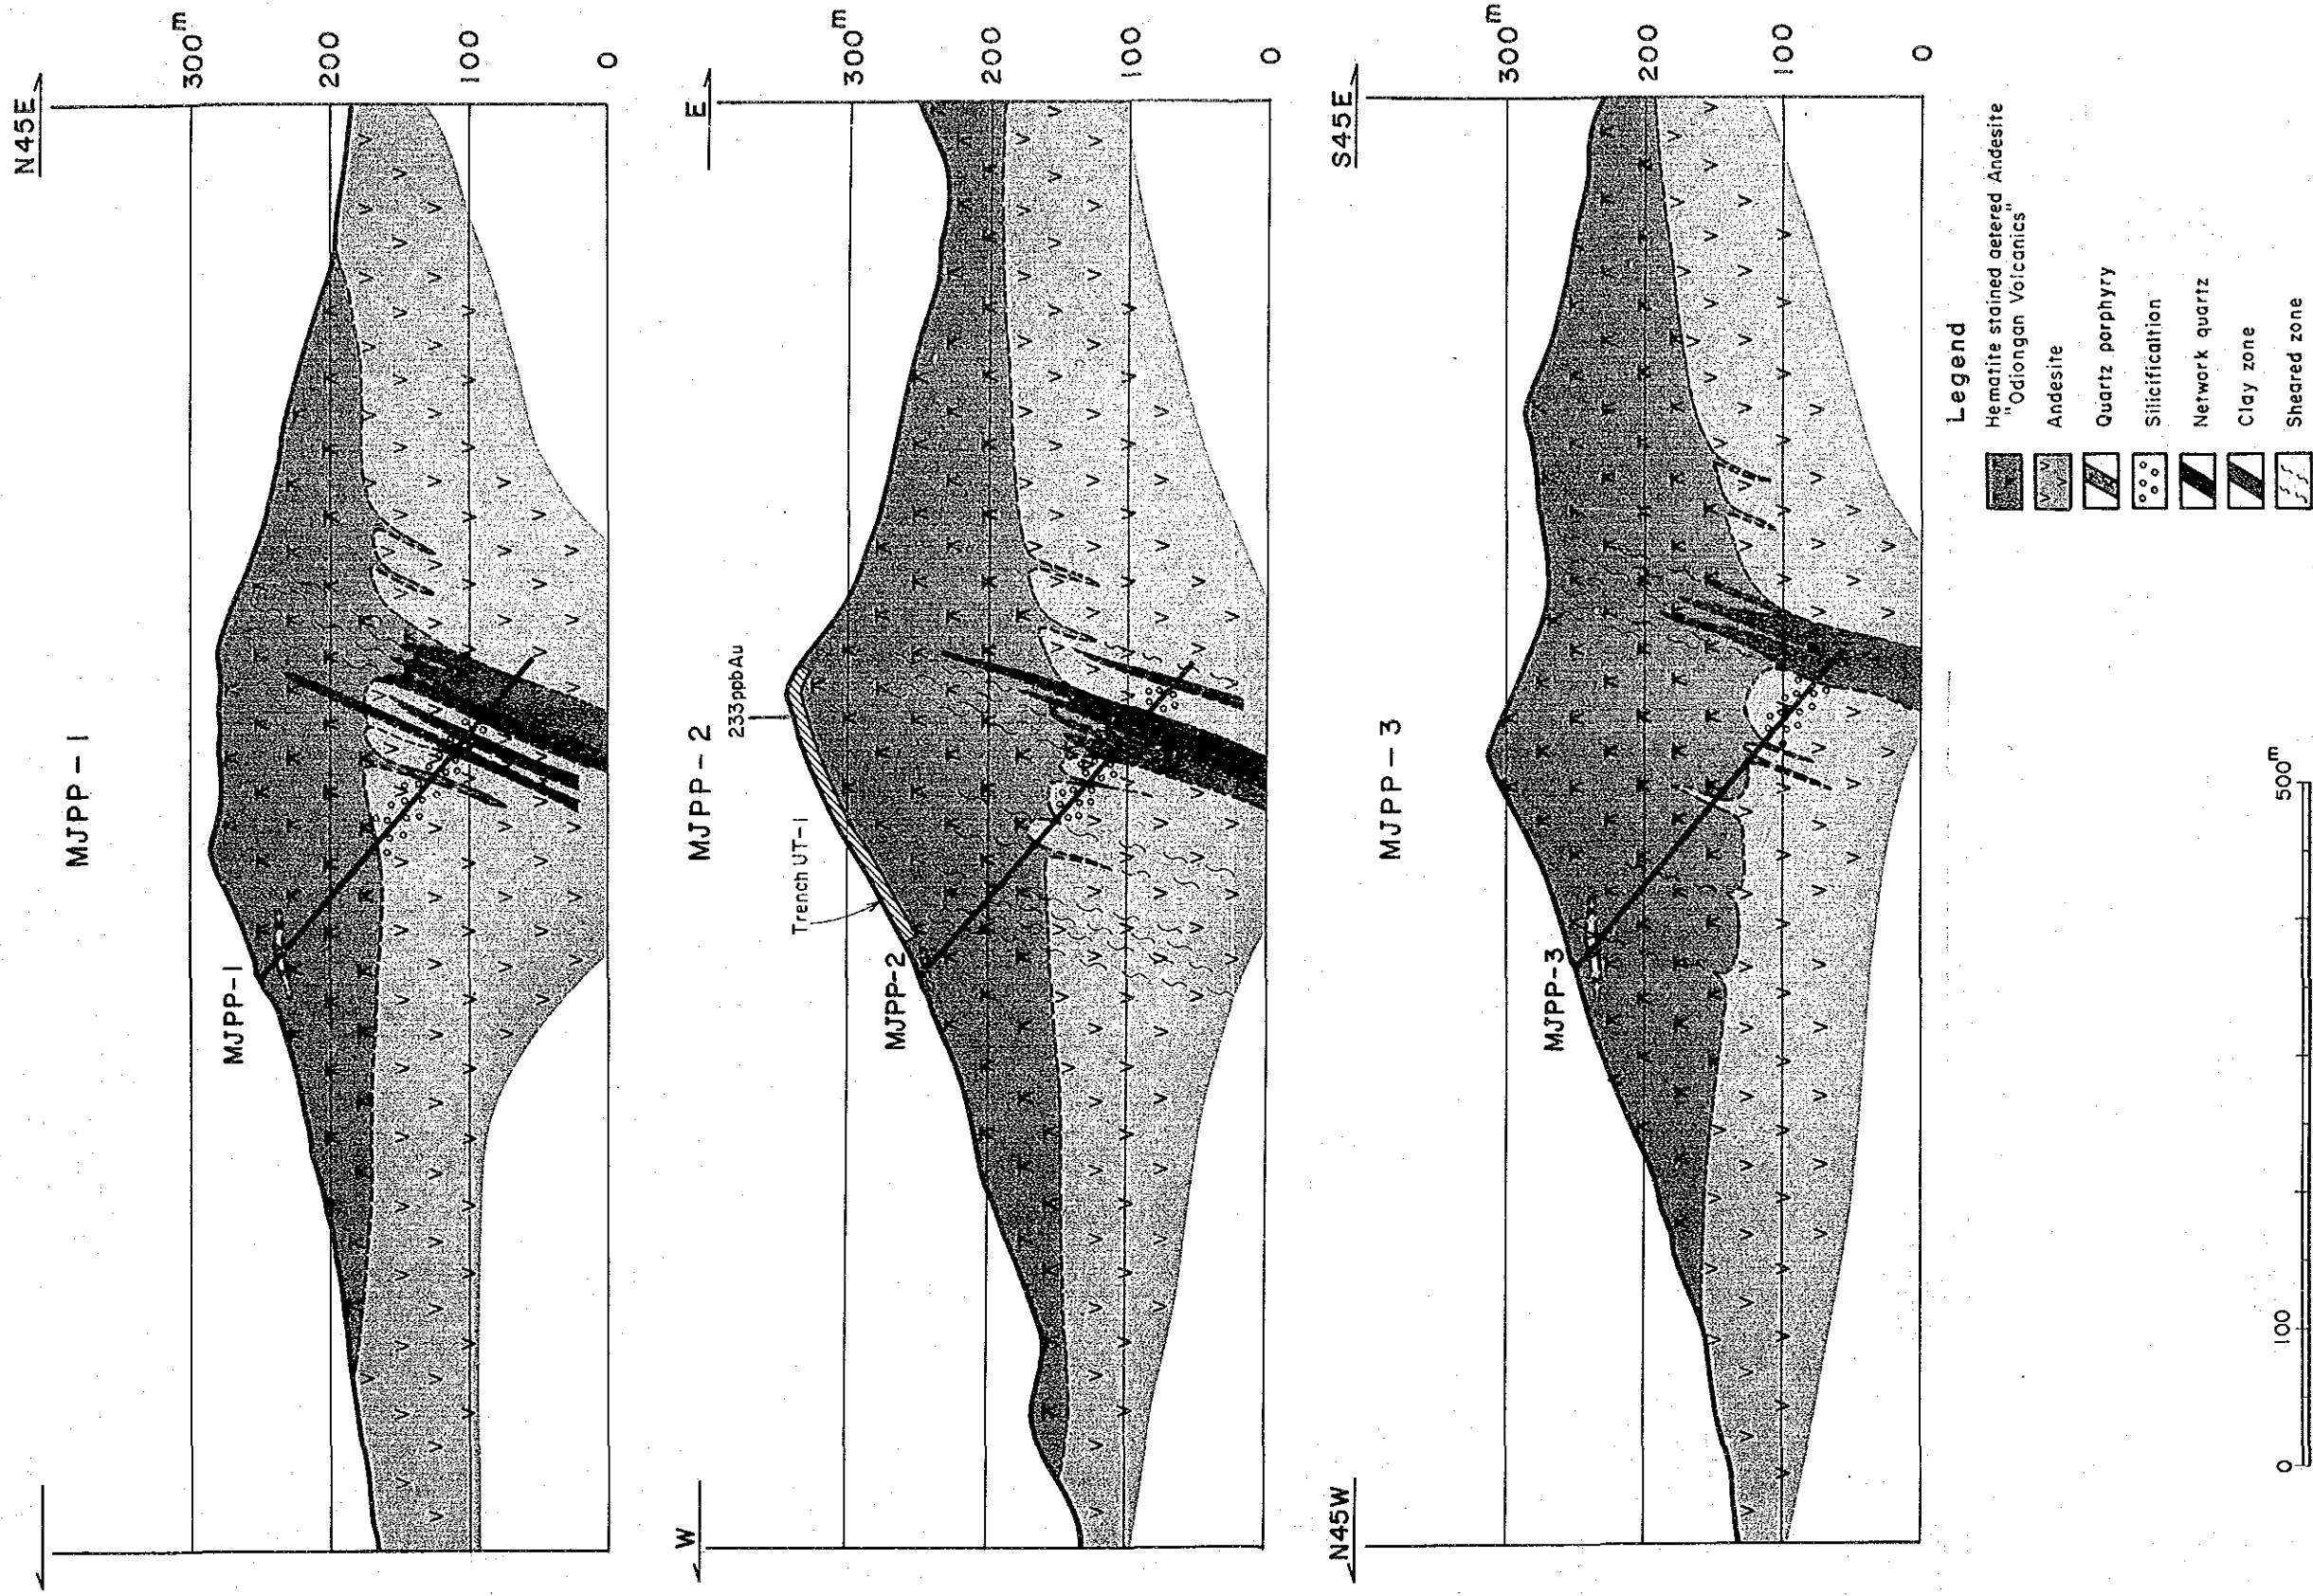 MJPP-1
N45E
300m
200
100
0
MJPP-1
MJPP-2
W
E
300m
200
100
0
233ppbAu
Trench UT-1
MJPP-2
MJPP-3
N45W
S45E
300m
200
100
0
MJPP-3
Legend
Hematite stained aetered Andesite
"Odiongan Volcanics"
Andesite
Quartz porphyry
Silicification
Network quartz
Clay zone
Sheared zone
0 100 500m